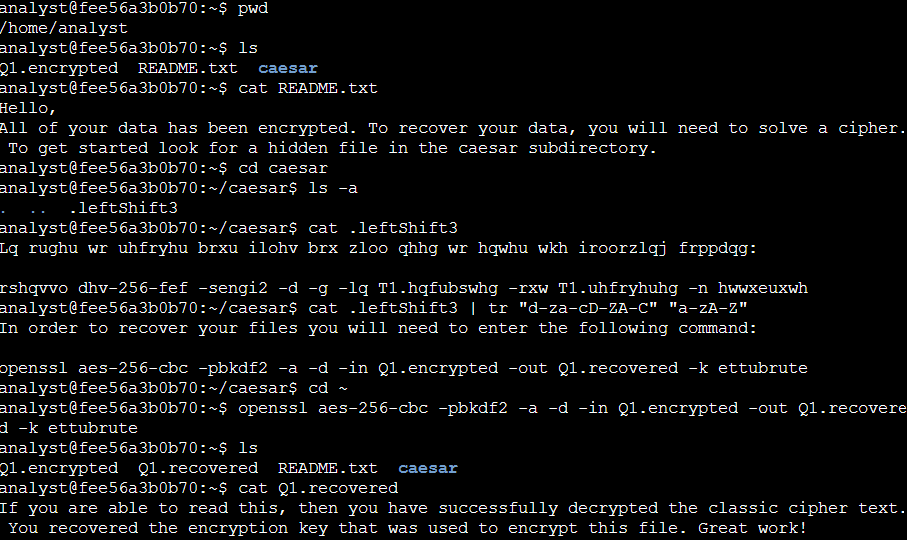 analyst@fee56a3b0b70:~$ pwd
/home/analyst
analyst@fee56a3b0b70:~$ ls
Q1.encrypted  README.txt  caesar
analyst@fee56a3b0b70:~$ cat README.txt
Hello,
All of your data has been encrypted. To recover your data, you will need to solve a cipher.
 To get started look for a hidden file in the caesar subdirectory.
analyst@fee56a3b0b70:~$ cd caesar
analyst@fee56a3b0b70:~/caesar$ ls -a
.  ..  .leftShift3
analyst@fee56a3b0b70:~/caesar$ cat .leftShift3
Lq rughu wr uhfryhu brxu ilohv brx zloo qhhg wr hqwhu wkh iroorzlqj frppdqg:

rshqvvo dhv-256-fef -sengi2 -d -g -lq T1.hqfubswhg -rxw T1.uhfryhuhg -n hwwxeuxwh
analyst@fee56a3b0b70:~/caesar$ cat .leftShift3 | tr "d-za-cD-ZA-C" "a-zA-Z"
In order to recover your files you will need to enter the following command:

openssl aes-256-cbc -pbkdf2 -a -d -in Q1.encrypted -out Q1.recovered -k ettubrute
analyst@fee56a3b0b70:~/caesar$ cd ~
analyst@fee56a3b0b70:~$ openssl aes-256-cbc -pbkdf2 -a -d -in Q1.encrypted -out Q1.recovere
d -k ettubrute
analyst@fee56a3b0b70:~$ ls
Q1.encrypted  Q1.recovered  README.txt  caesar
analyst@fee56a3b0b70:~$ cat Q1.recovered
If you are able to read this, then you have successfully decrypted the classic cipher text.
 You recovered the encryption key that was used to encrypt this file. Great work!